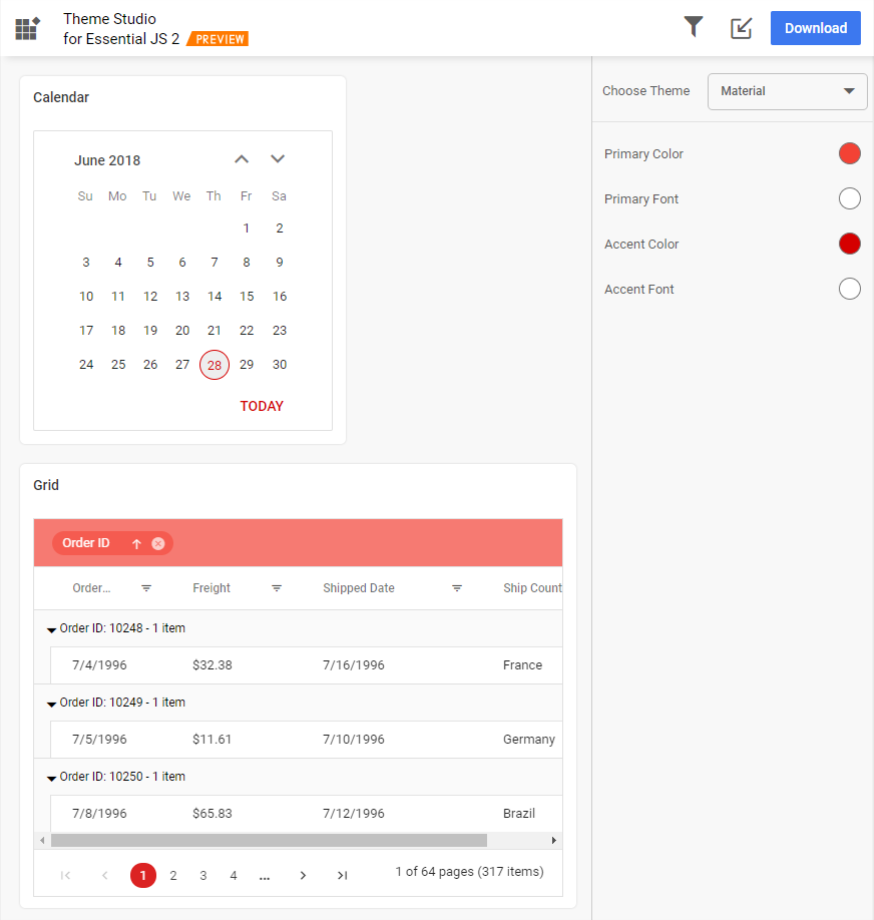 Theme Studio
for Essential JS 2 PREVIEW
Download
Calendar
June 2018
Su Mo Tu We Th Fr Sa
1 2
3 4 5 6 7 8 9
10 11 12 13 14 15 16
17 18 19 20 21 22 23
24 25 26 27 28 29 30
TODAY
Grid
Order ID
Order... Freight Shipped Date Ship Count
Order ID: 10248 - 1 item
7/4/1996 $32.38 7/16/1996 France
Order ID: 10249 - 1 item
7/5/1996 $11.61 7/10/1996 Germany
Order ID: 10250 - 1 item
7/8/1996 $65.83 7/12/1996 Brazil
1 2 3 4 ... 1 of 64 pages (317 items)
Choose Theme Material
Primary Color
Primary Font
Accent Color
Accent Font